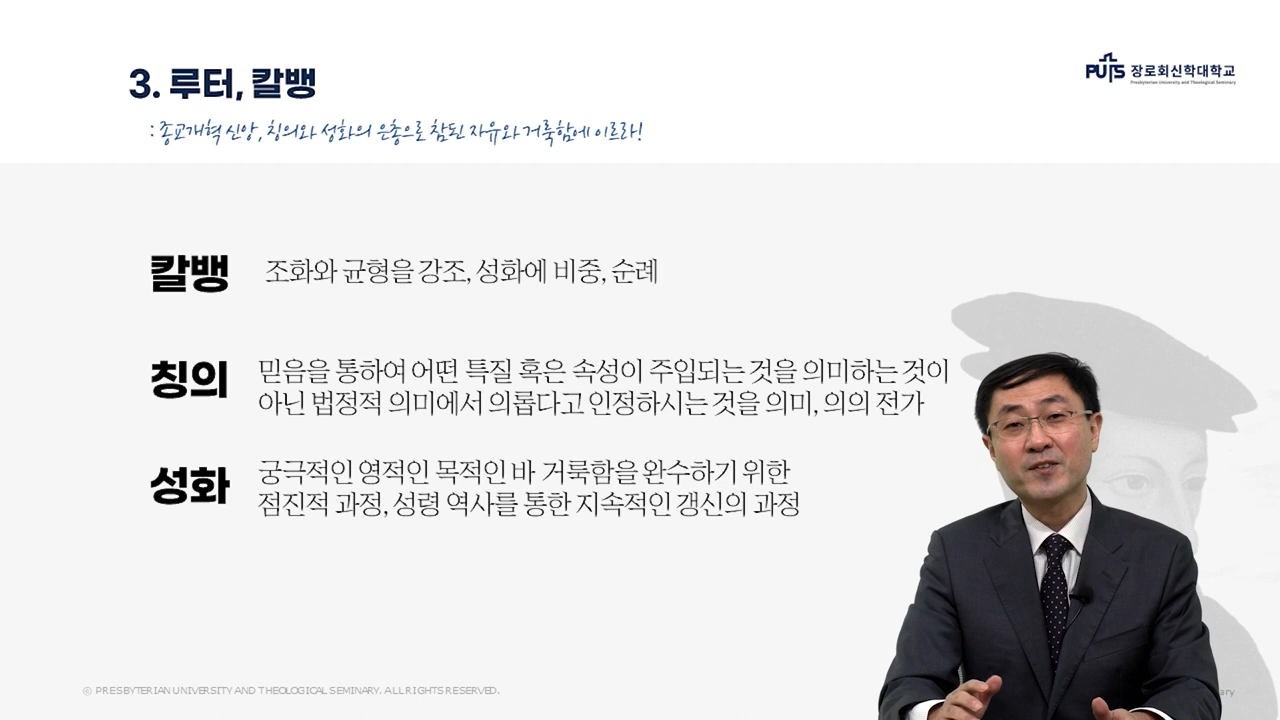 3. 루터, 칼뱅
: 종교개혁 신앙, 칭의와 성화의 은총으로 참된 자유와 거룩함에 이르라!
PUTS 장로회신학대학교
Presbyterian University and Theological Seminary
칼뱅 조화와 균형을 강조, 성화에 비중, 순례
칭의 믿음을 통하여 어떤 특질 혹은 속성이 주입되는 것을 의미하는 것이
아닌 법정적 의미에서 의롭다고 인정하시는 것을 의미, 의의 전가
성화 궁극적인 영적인 목적인 바 거룩함을 완수하기 위한
점진적 과정, 성령 역사를 통한 지속적인 갱신의 과정
© PRESBYTERIAN UNIVERSITY AND THEOLOGICAL SEMINARY. ALL RIGHTS RESERVED.